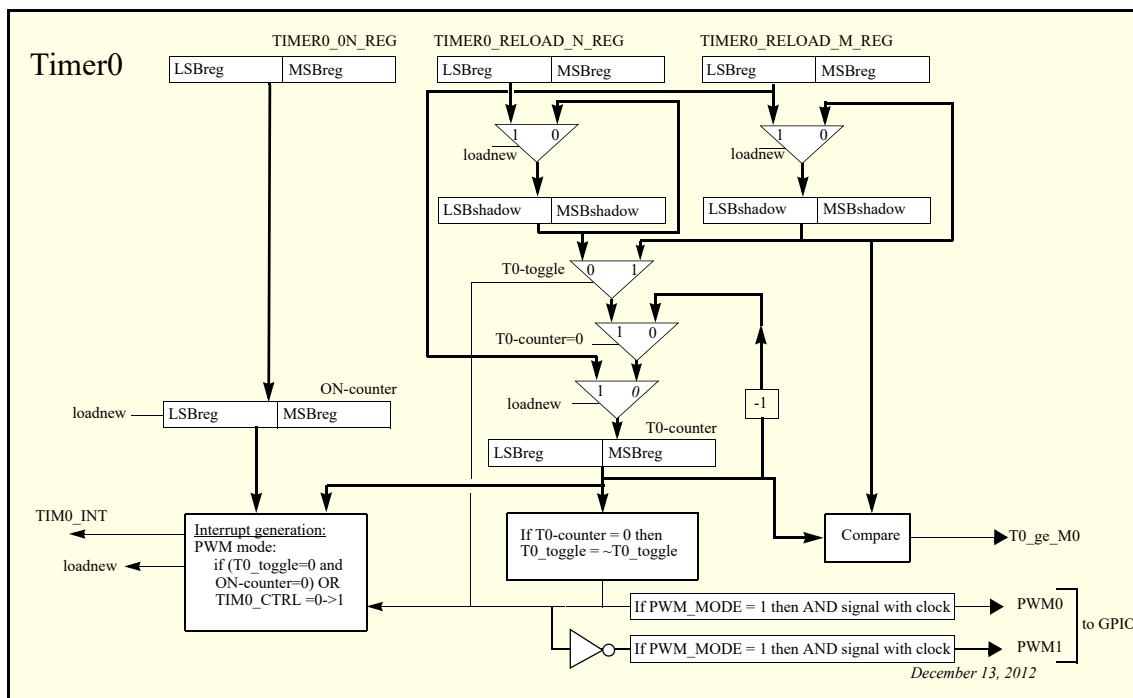 Timer0
TIMER0_0N_REG
TIMER0_RELOAD_N_REG
TIMER0_RELOAD_M_REG
LSBreg MSBreg
LSBreg MSBreg
LSBreg MSBreg
1 0
loadnew
1 0
loadnew
LSBshadow MSBshadow
LSBshadow MSBshadow
T0-toggle
0 1
T0-counter=0
1 0
ON-counter
loadnew
LSBreg MSBreg
loadnew
1 0
-1
T0-counter
LSBreg MSBreg
TIM0_INT
loadnew
Interrupt generation:
PWM mode:
if (T0_toggle=0 and
ON-counter=0) OR
TIM0_CTRL =0->1
If T0-counter = 0 then
T0_toggle = ~T0_toggle
Compare
T0_ge_M0
If PWM_MODE = 1 then AND signal with clock
PWM0
to GPIO
If PWM_MODE = 1 then AND signal with clock
PWM1
December 13, 2012